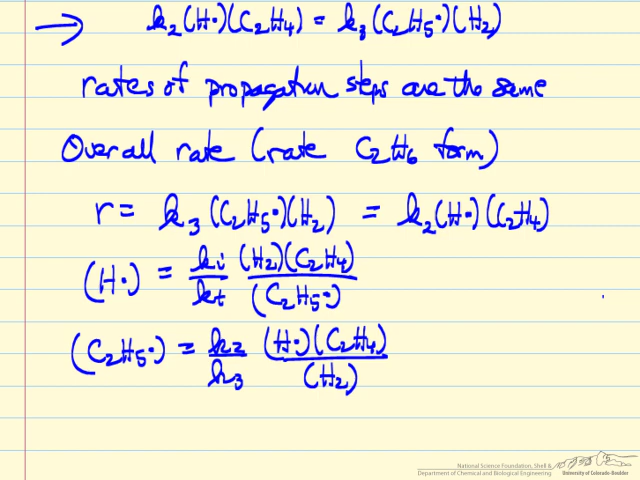 → k₂(H•)(C₂H₄) = k₃(C₂H₅•)(H₂)
rates of propagation steps are the same
Overall rate (rate C₂H₆ form)
r = k₃(C₂H₅•)(H₂) = k₂(H•)(C₂H₄)
(H•) = ki/kt (H₂)(C₂H₄)/(C₂H₅•)
(C₂H₅•) = k₂/k₃ (H•)(C₂H₄)/(H₂)
National Science Foundation, Shell &
Department of Chemical and Biological Engineering
University of Colorado-Boulder